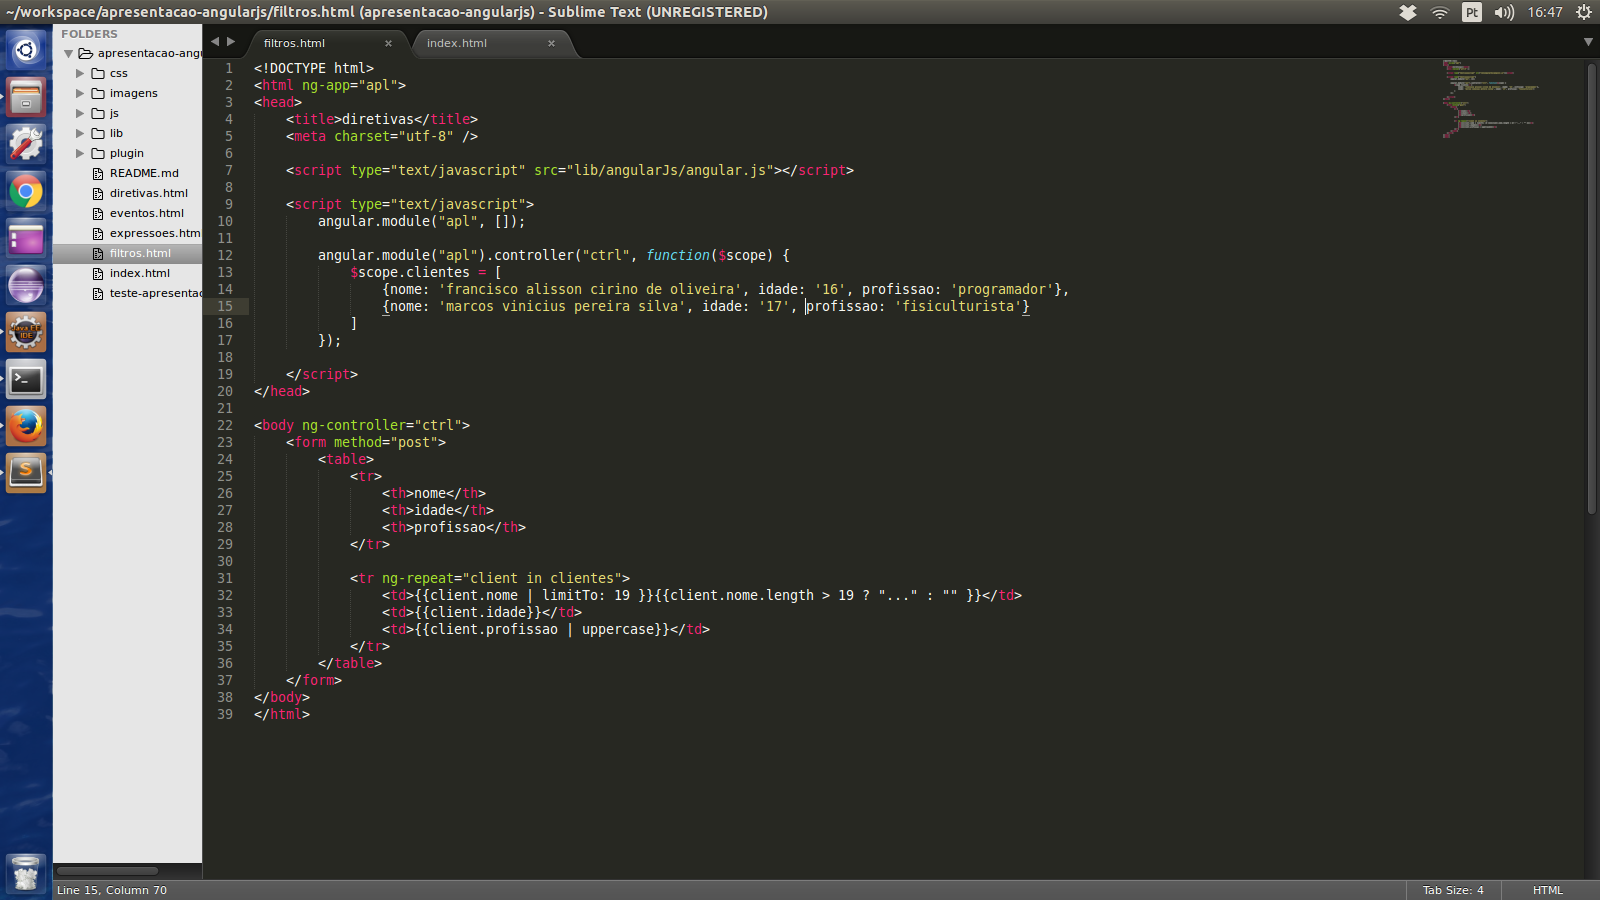 ~/workspace/apresentacao-angularjs/filtros.html (apresentacao-angularjs) - Sublime Text (UNREGISTERED)
Pt
16:47
FOLDERS
apresentacao-angu
css
imagens
js
lib
plugin
README.md
diretivas.html
eventos.html
expressoes.htm
filtros.html
index.html
teste-apresentac
Java EE
IDE
filtros.html
index.html
1 <!DOCTYPE html>
2 <html ng-app="apl">
3 <head>
4     <title>diretivas</title>
5     <meta charset="utf-8" />
6
7     <script type="text/javascript" src="lib/angularJs/angular.js"></script>
8
9     <script type="text/javascript">
10         angular.module("apl", []);
11
12         angular.module("apl").controller("ctrl", function($scope) {
13             $scope.clientes = [
14                 {nome: 'francisco alisson cirino de oliveira', idade: '16', profissao: 'programador'},
15                 {nome: 'marcos vinicius pereira silva', idade: '17', profissao: 'fisiculturista'}
16             ]
17         });
18
19     </script>
20 </head>
21
22 <body ng-controller="ctrl">
23     <form method="post">
24         <table>
25             <tr>
26                 <th>nome</th>
27                 <th>idade</th>
28                 <th>profissao</th>
29             </tr>
30
31             <tr ng-repeat="client in clientes">
32                 <td>{{client.nome | limitTo: 19 }}{{client.nome.length > 19 ? "..." : "" }}</td>
33                 <td>{{client.idade}}</td>
34                 <td>{{client.profissao | uppercase}}</td>
35             </tr>
36         </table>
37     </form>
38 </body>
39 </html>
Line 15, Column 70
Tab Size: 4
HTML